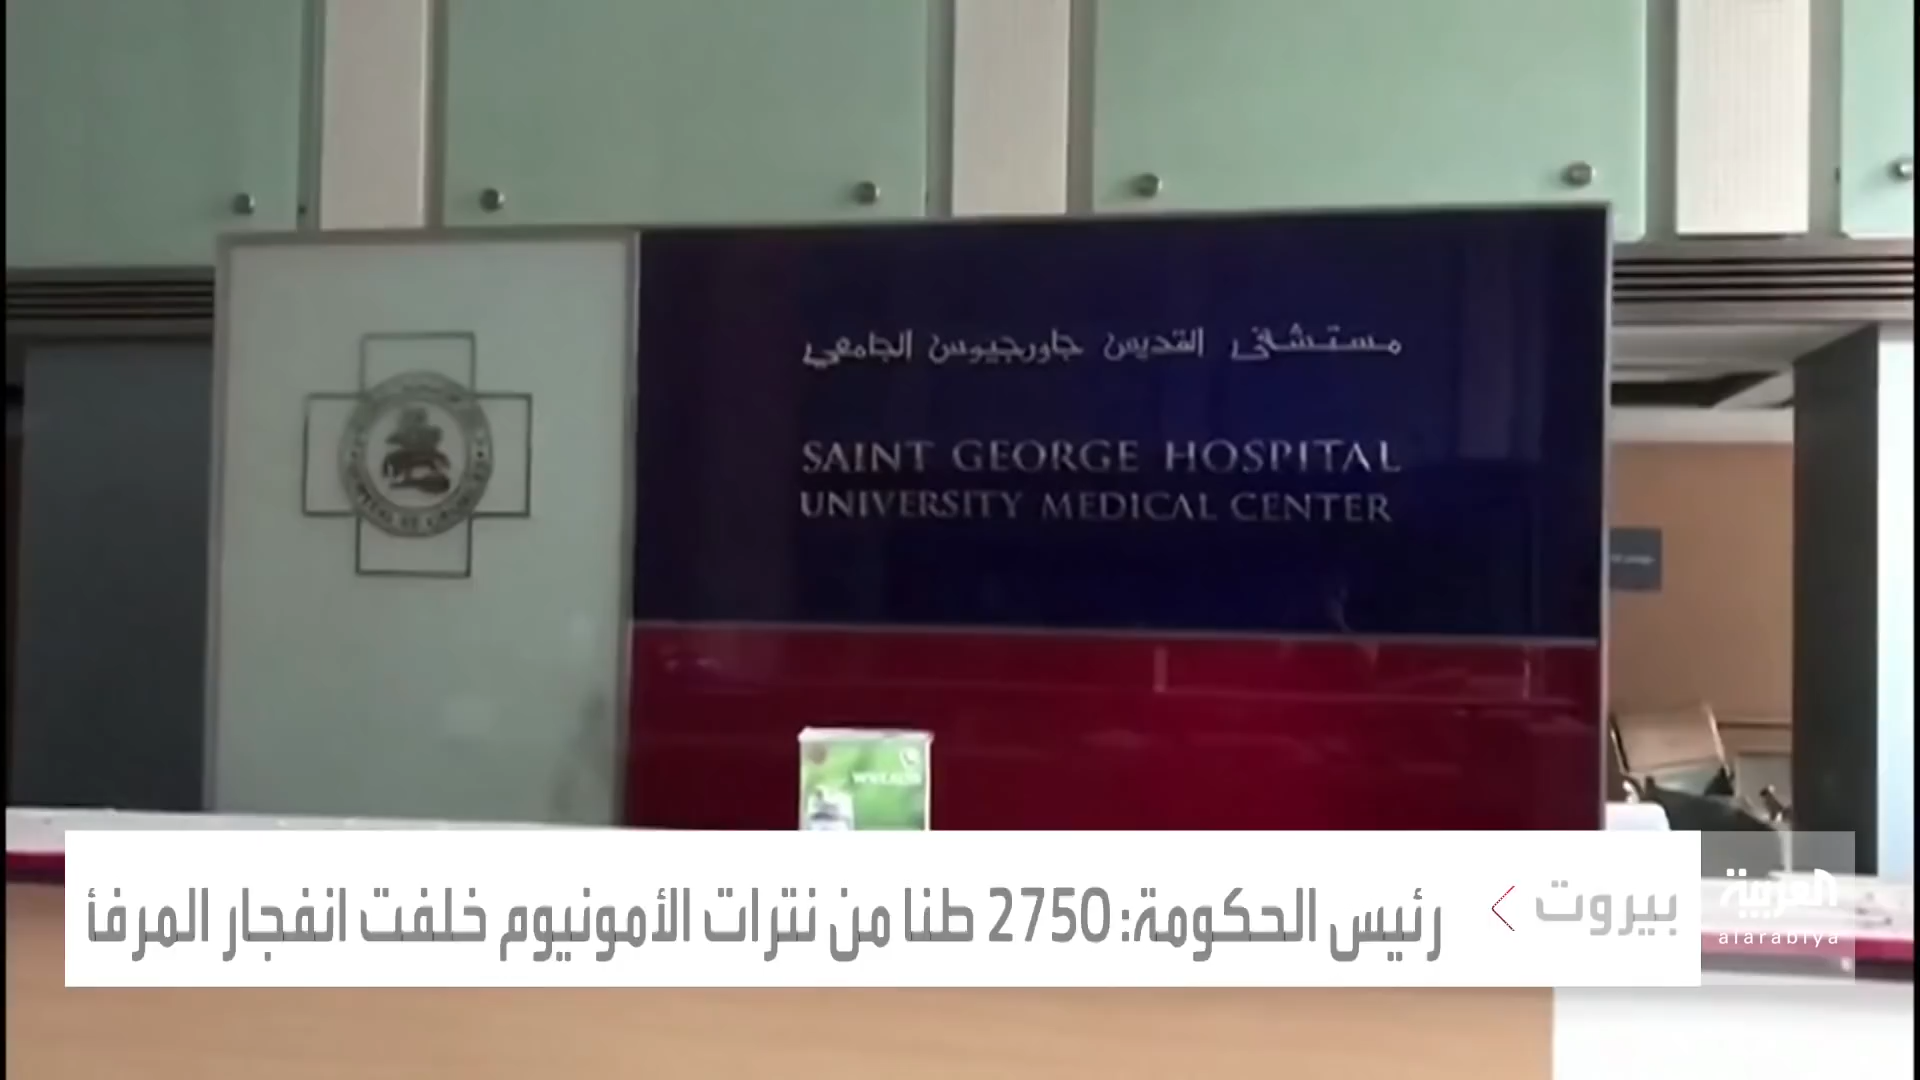 مستشفى القديس جاورجيوس الجامعي
SAINT GEORGE HOSPITAL
UNIVERSITY MEDICAL CENTER
العربية
alarabiya
بيروت
رئيس الحكومة: 2750 طنا من نترات الأمونيوم خلفت انفجار المرفأ